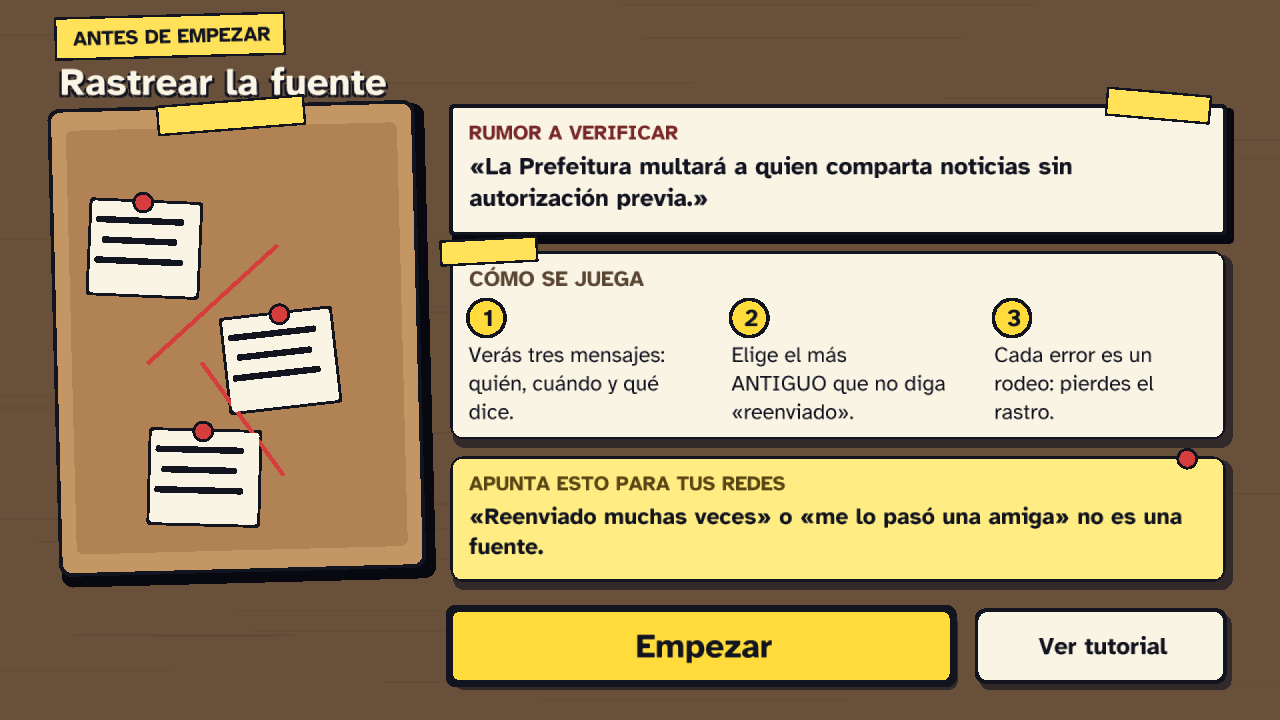 ANTES DE EMPEZAR
Rastrear la fuente
RUMOR A VERIFICAR
«La Prefeitura multará a quien comparta noticias sin
autorización previa.»
CÓMO SE JUEGA
1
Verás tres mensajes:
quién, cuándo y qué
dice.
2
Elige el más
ANTIGUO que no diga
«reenviado».
3
Cada error es un
rodeo: pierdes el
rastro.
APUNTA ESTO PARA TUS REDES
«Reenviado muchas veces» o «me lo pasó una amiga» no es una
fuente.
Empezar
Ver tutorial